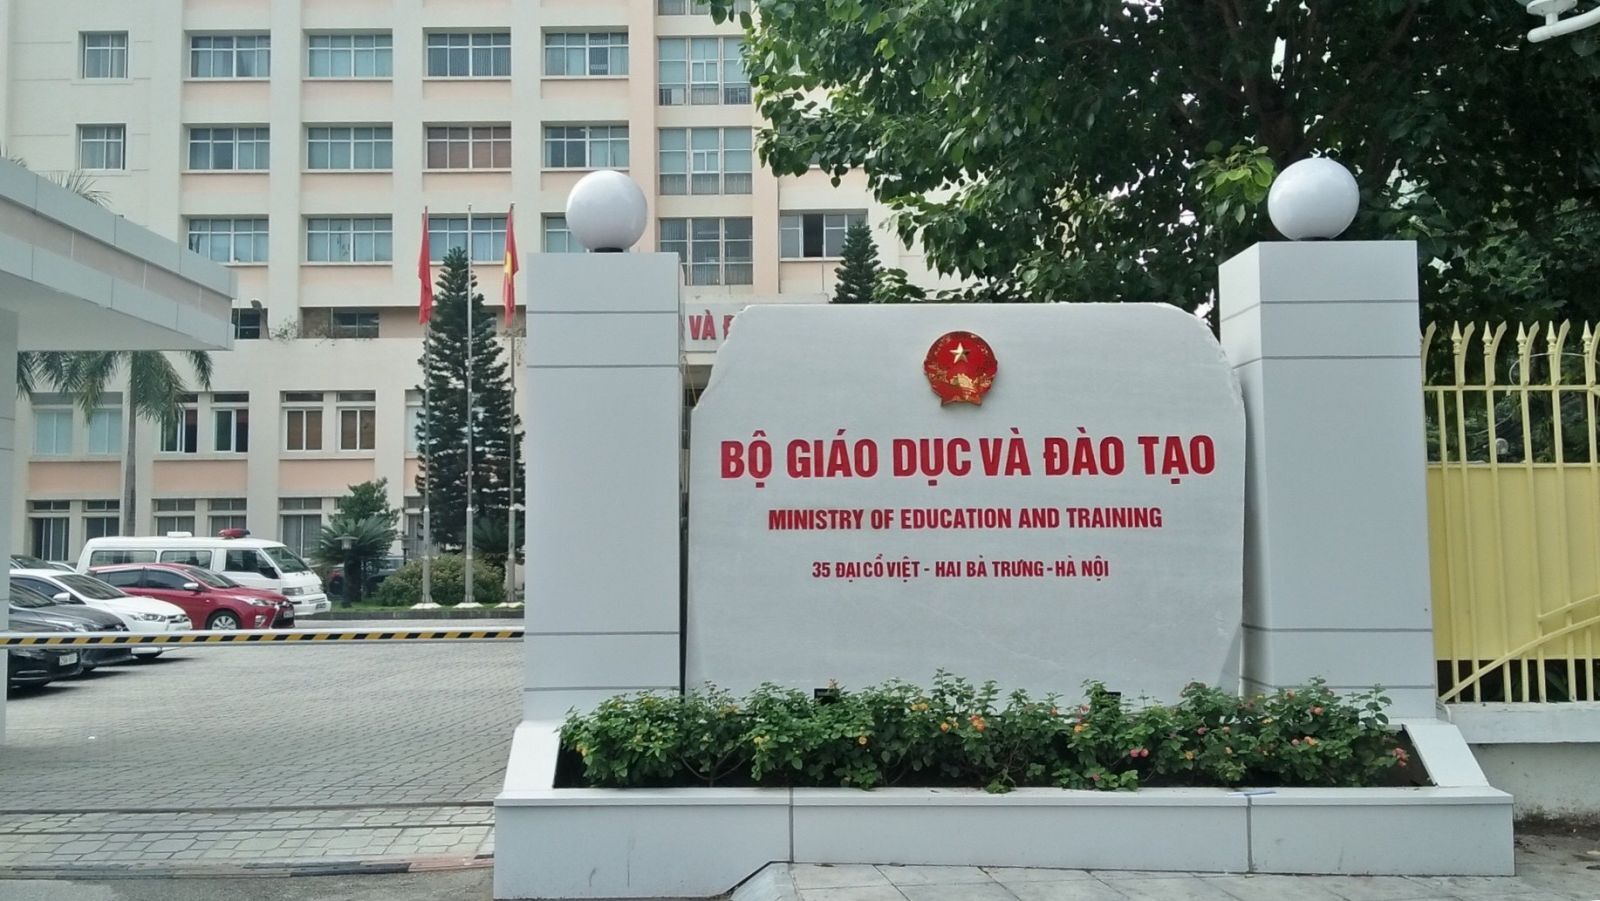 VÀ
BỘ GIÁO DỤC VÀ ĐÀO TẠO
MINISTRY OF EDUCATION AND TRAINING
35 ĐẠI CỒ VIỆT - HAI BÀ TRƯNG - HÀ NỘI